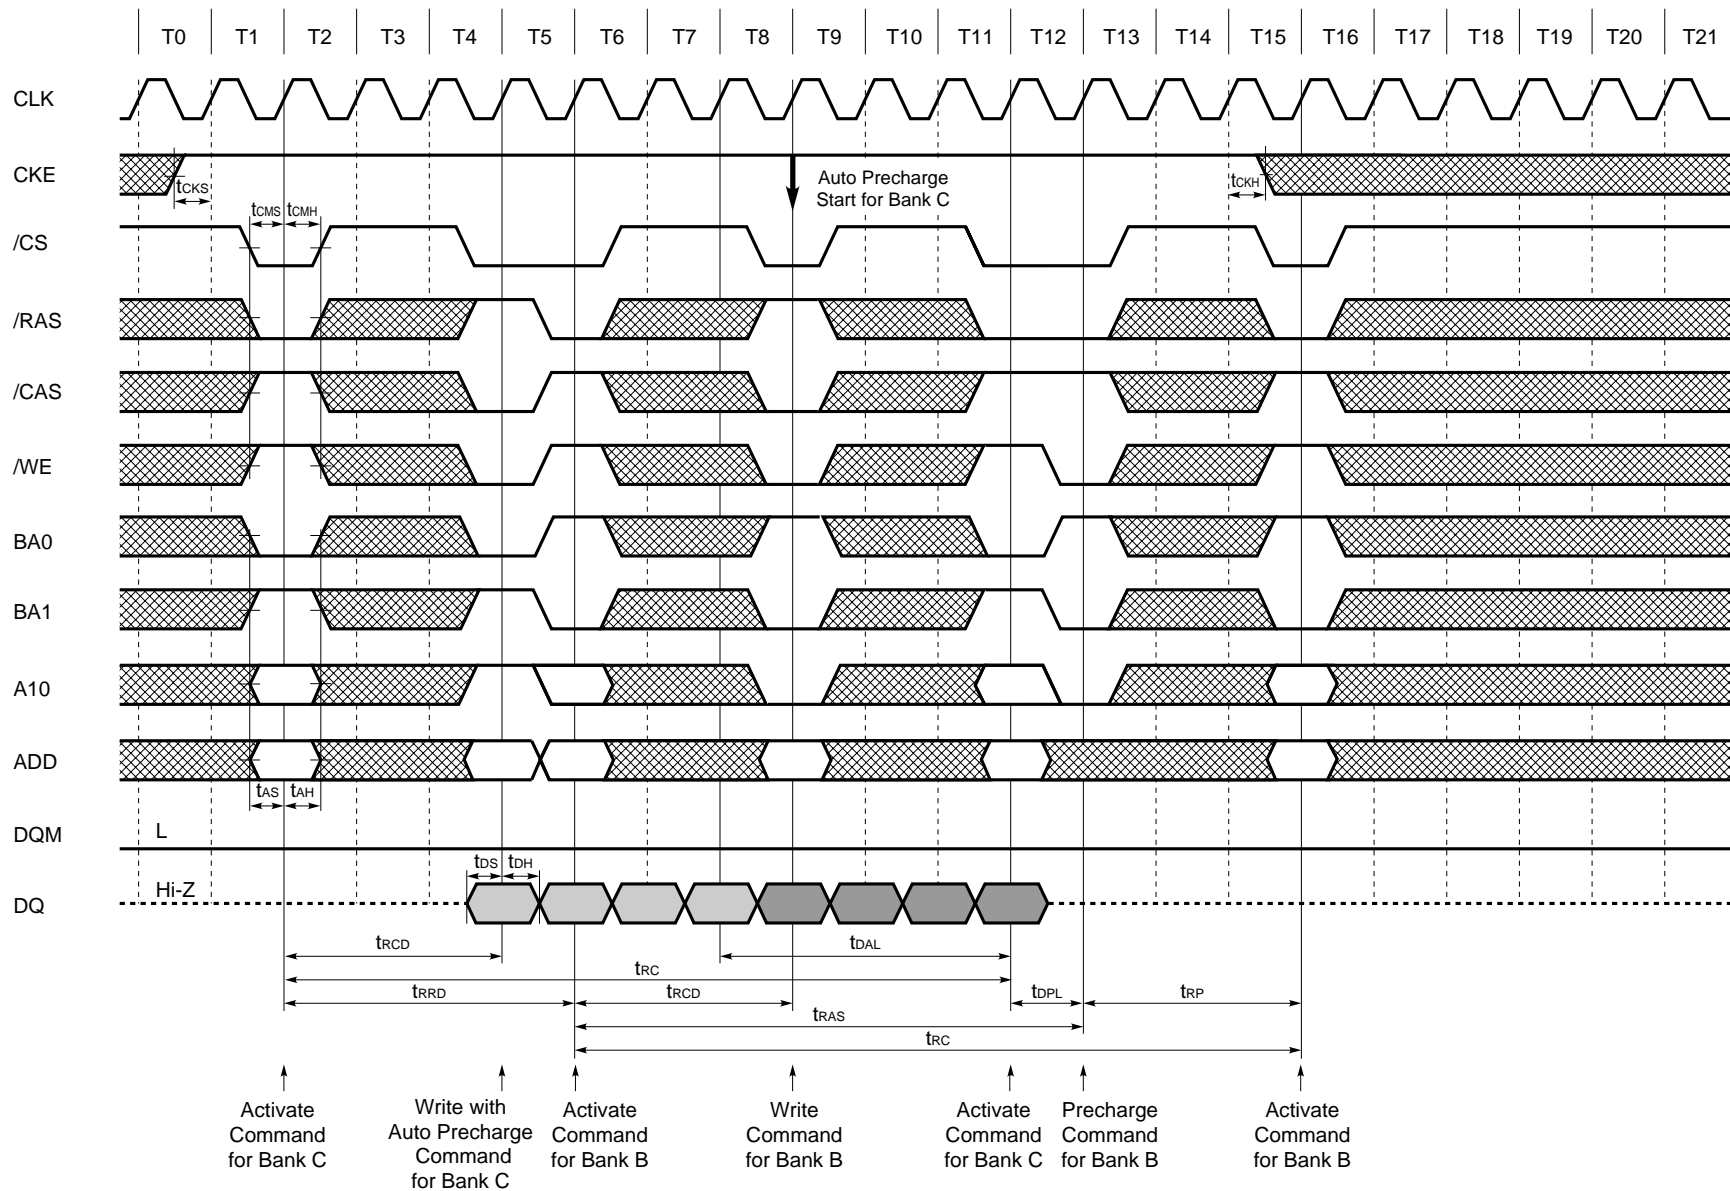 T0 T1 T2 T3 T4 T5 T6 T7 T8 T9 T10 T11 T12 T13 T14 T15 T16 T17 T18 T19 T20 T21
CLK
CKE
tCKS
Auto Precharge
Start for Bank C
tCKH
tCMS tCMH
/CS
/RAS
/CAS
/WE
BA0
BA1
A10
ADD
tAS tAH
DQM
L
tDS tDH
Hi-Z
DQ
tRCD tDAL
tRC
tRRD tRCD tDPL tRP
tRAS
tRC
Activate
Command
for Bank C
Write with
Auto Precharge
Command
for Bank C
Activate
Command
for Bank B
Write
Command
for Bank B
Activate
Command
for Bank C
Precharge
Command
for Bank B
Activate
Command
for Bank B